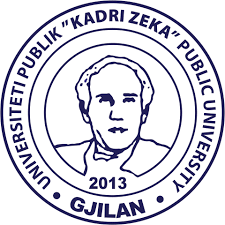 UNIVERSITETI PUBLIK "KADRI ZEKA" PUBLIC UNIVERSITY
2013
• GJILAN •